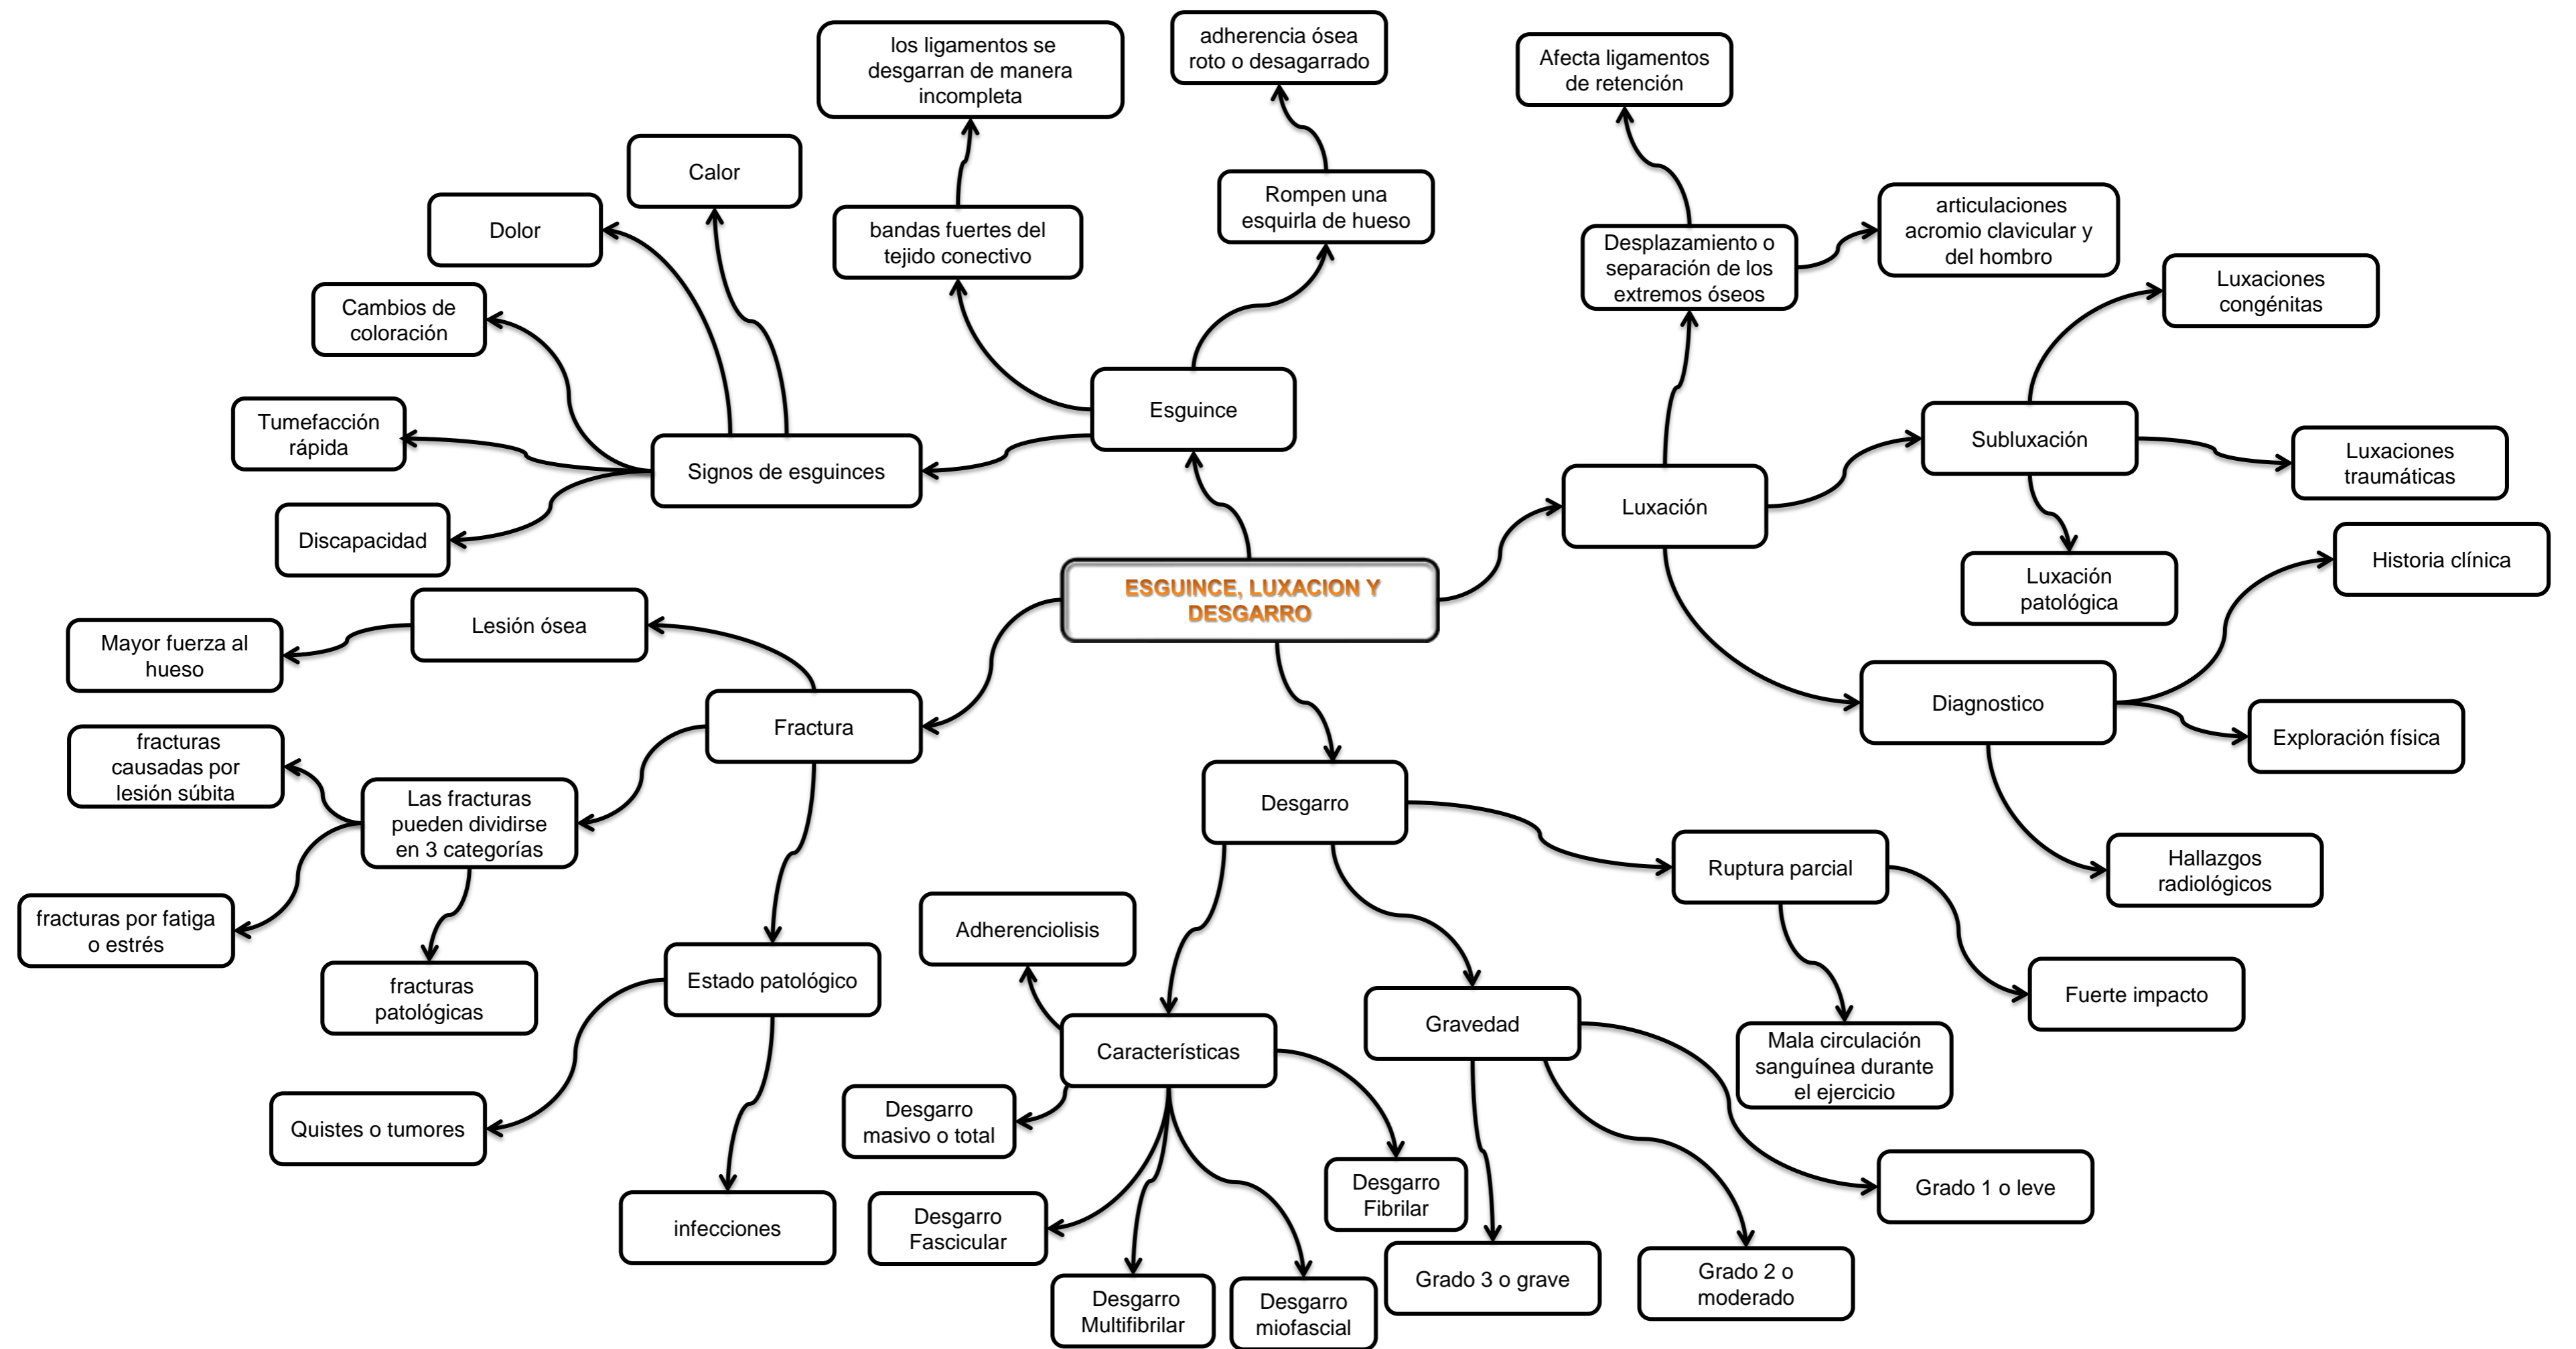 los ligamentos se
desgarran de manera
incompleta
adherencia ósea
roto o desagarrado
Afecta ligamentos
de retención
Calor
Dolor
bandas fuertes del
tejido conectivo
Rompen una
esquirla de hueso
Desplazamiento o
separación de los
extremos óseos
articulaciones
acromio clavicular y
del hombro
Luxaciones
congénitas
Cambios de
coloración
Tumefacción
rápida
Discapacidad
Signos de esguinces
Esguince
Luxación
Subluxación
Luxaciones
traumáticas
Luxación
patológica
Historia clínica
ESGUINCE, LUXACION Y
DESGARRO
Lesión ósea
Mayor fuerza al
hueso
Fractura
Diagnostico
Exploración física
Hallazgos
radiológicos
fracturas
causadas por
lesión súbita
Las fracturas
pueden dividirse
en 3 categorías
fracturas por fatiga
o estrés
fracturas
patológicas
Estado patológico
Quistes o tumores
infecciones
Desgarro
Ruptura parcial
Fuerte impacto
Mala circulación
sanguínea durante
el ejercicio
Adherenciolisis
Características
Gravedad
Desgarro
masivo o total
Desgarro
Fascicular
Desgarro
Multifibrilar
Desgarro
miofascial
Desgarro
Fibrilar
Grado 3 o grave
Grado 2 o
moderado
Grado 1 o leve